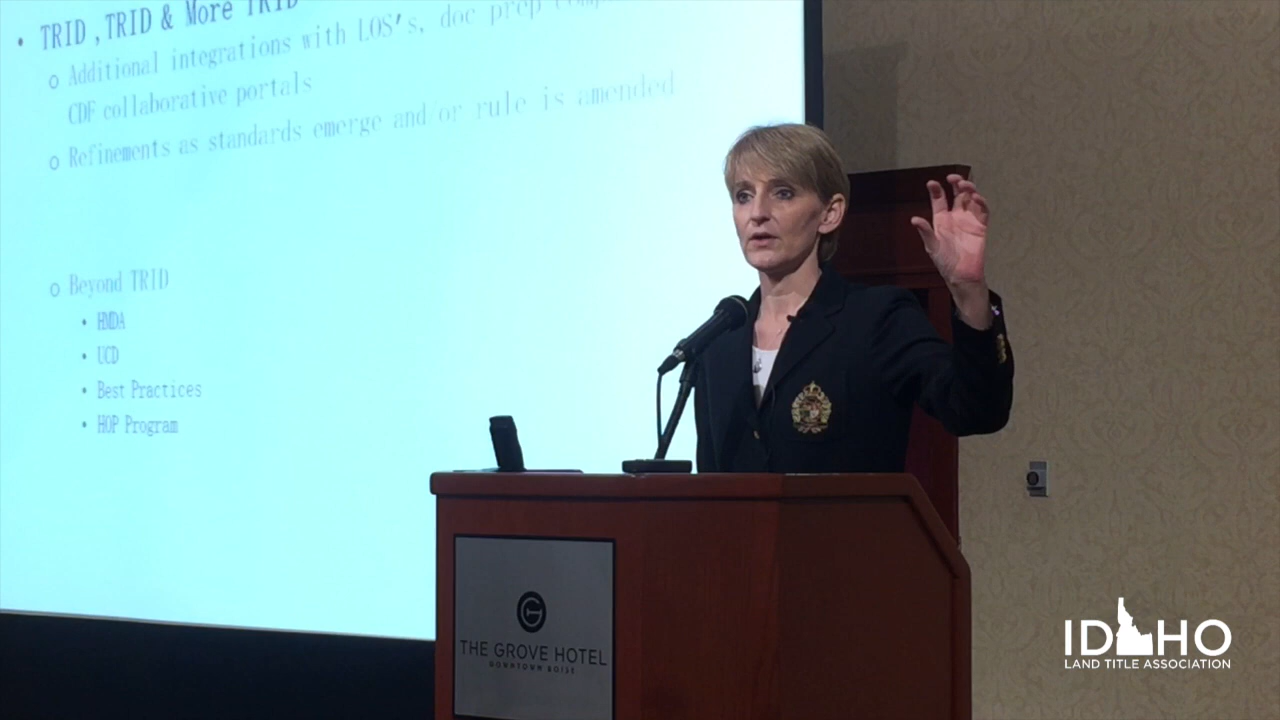 • TRID ,TRID & More TRID
o Additional integrations with LOS's, doc prep
CDF collaborative portals
o Refinements as standards emerge and/or rule is amended
o Beyond TRID
• HMDA
• UCD
• Best Practices
• HOP Program
THE GROVE HOTEL
DOWNTOWN BOISE
IDAHO
LAND TITLE ASSOCIATION